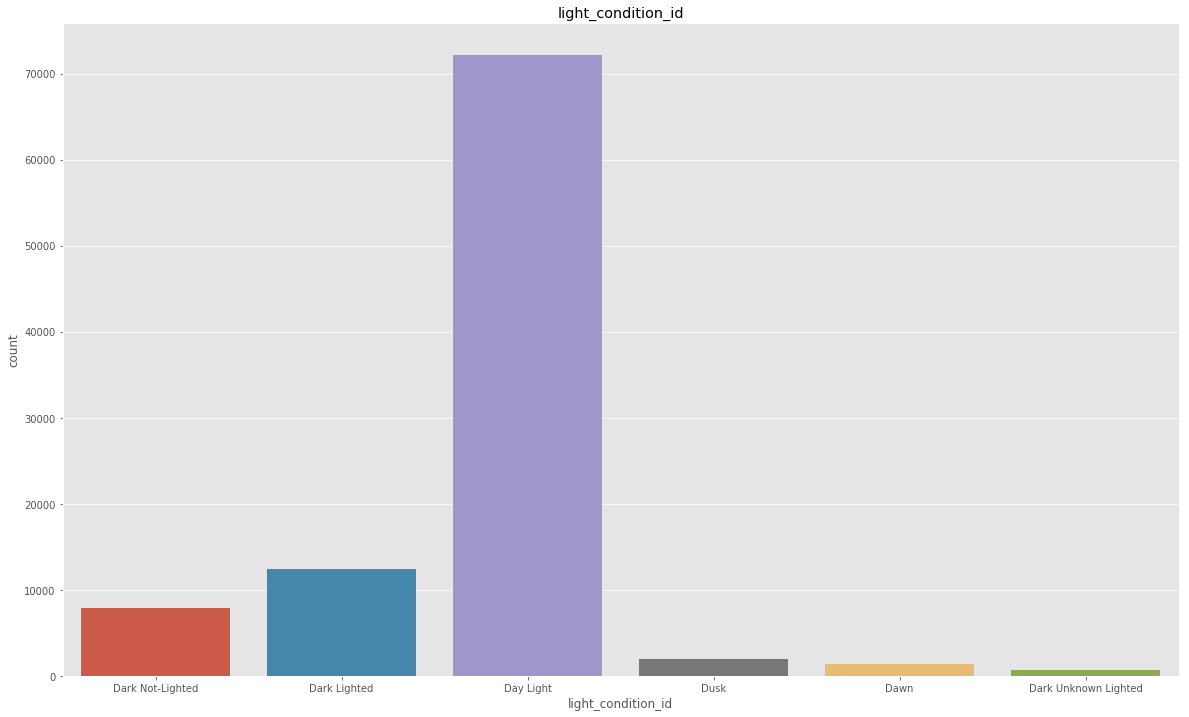 light_condition_id
70000
60000
50000
40000
30000
20000
10000
0
count
Dark Not-Lighted
Dark Lighted
Day Light
Dusk
Dawn
Dark Unknown Lighted
light_condition_id